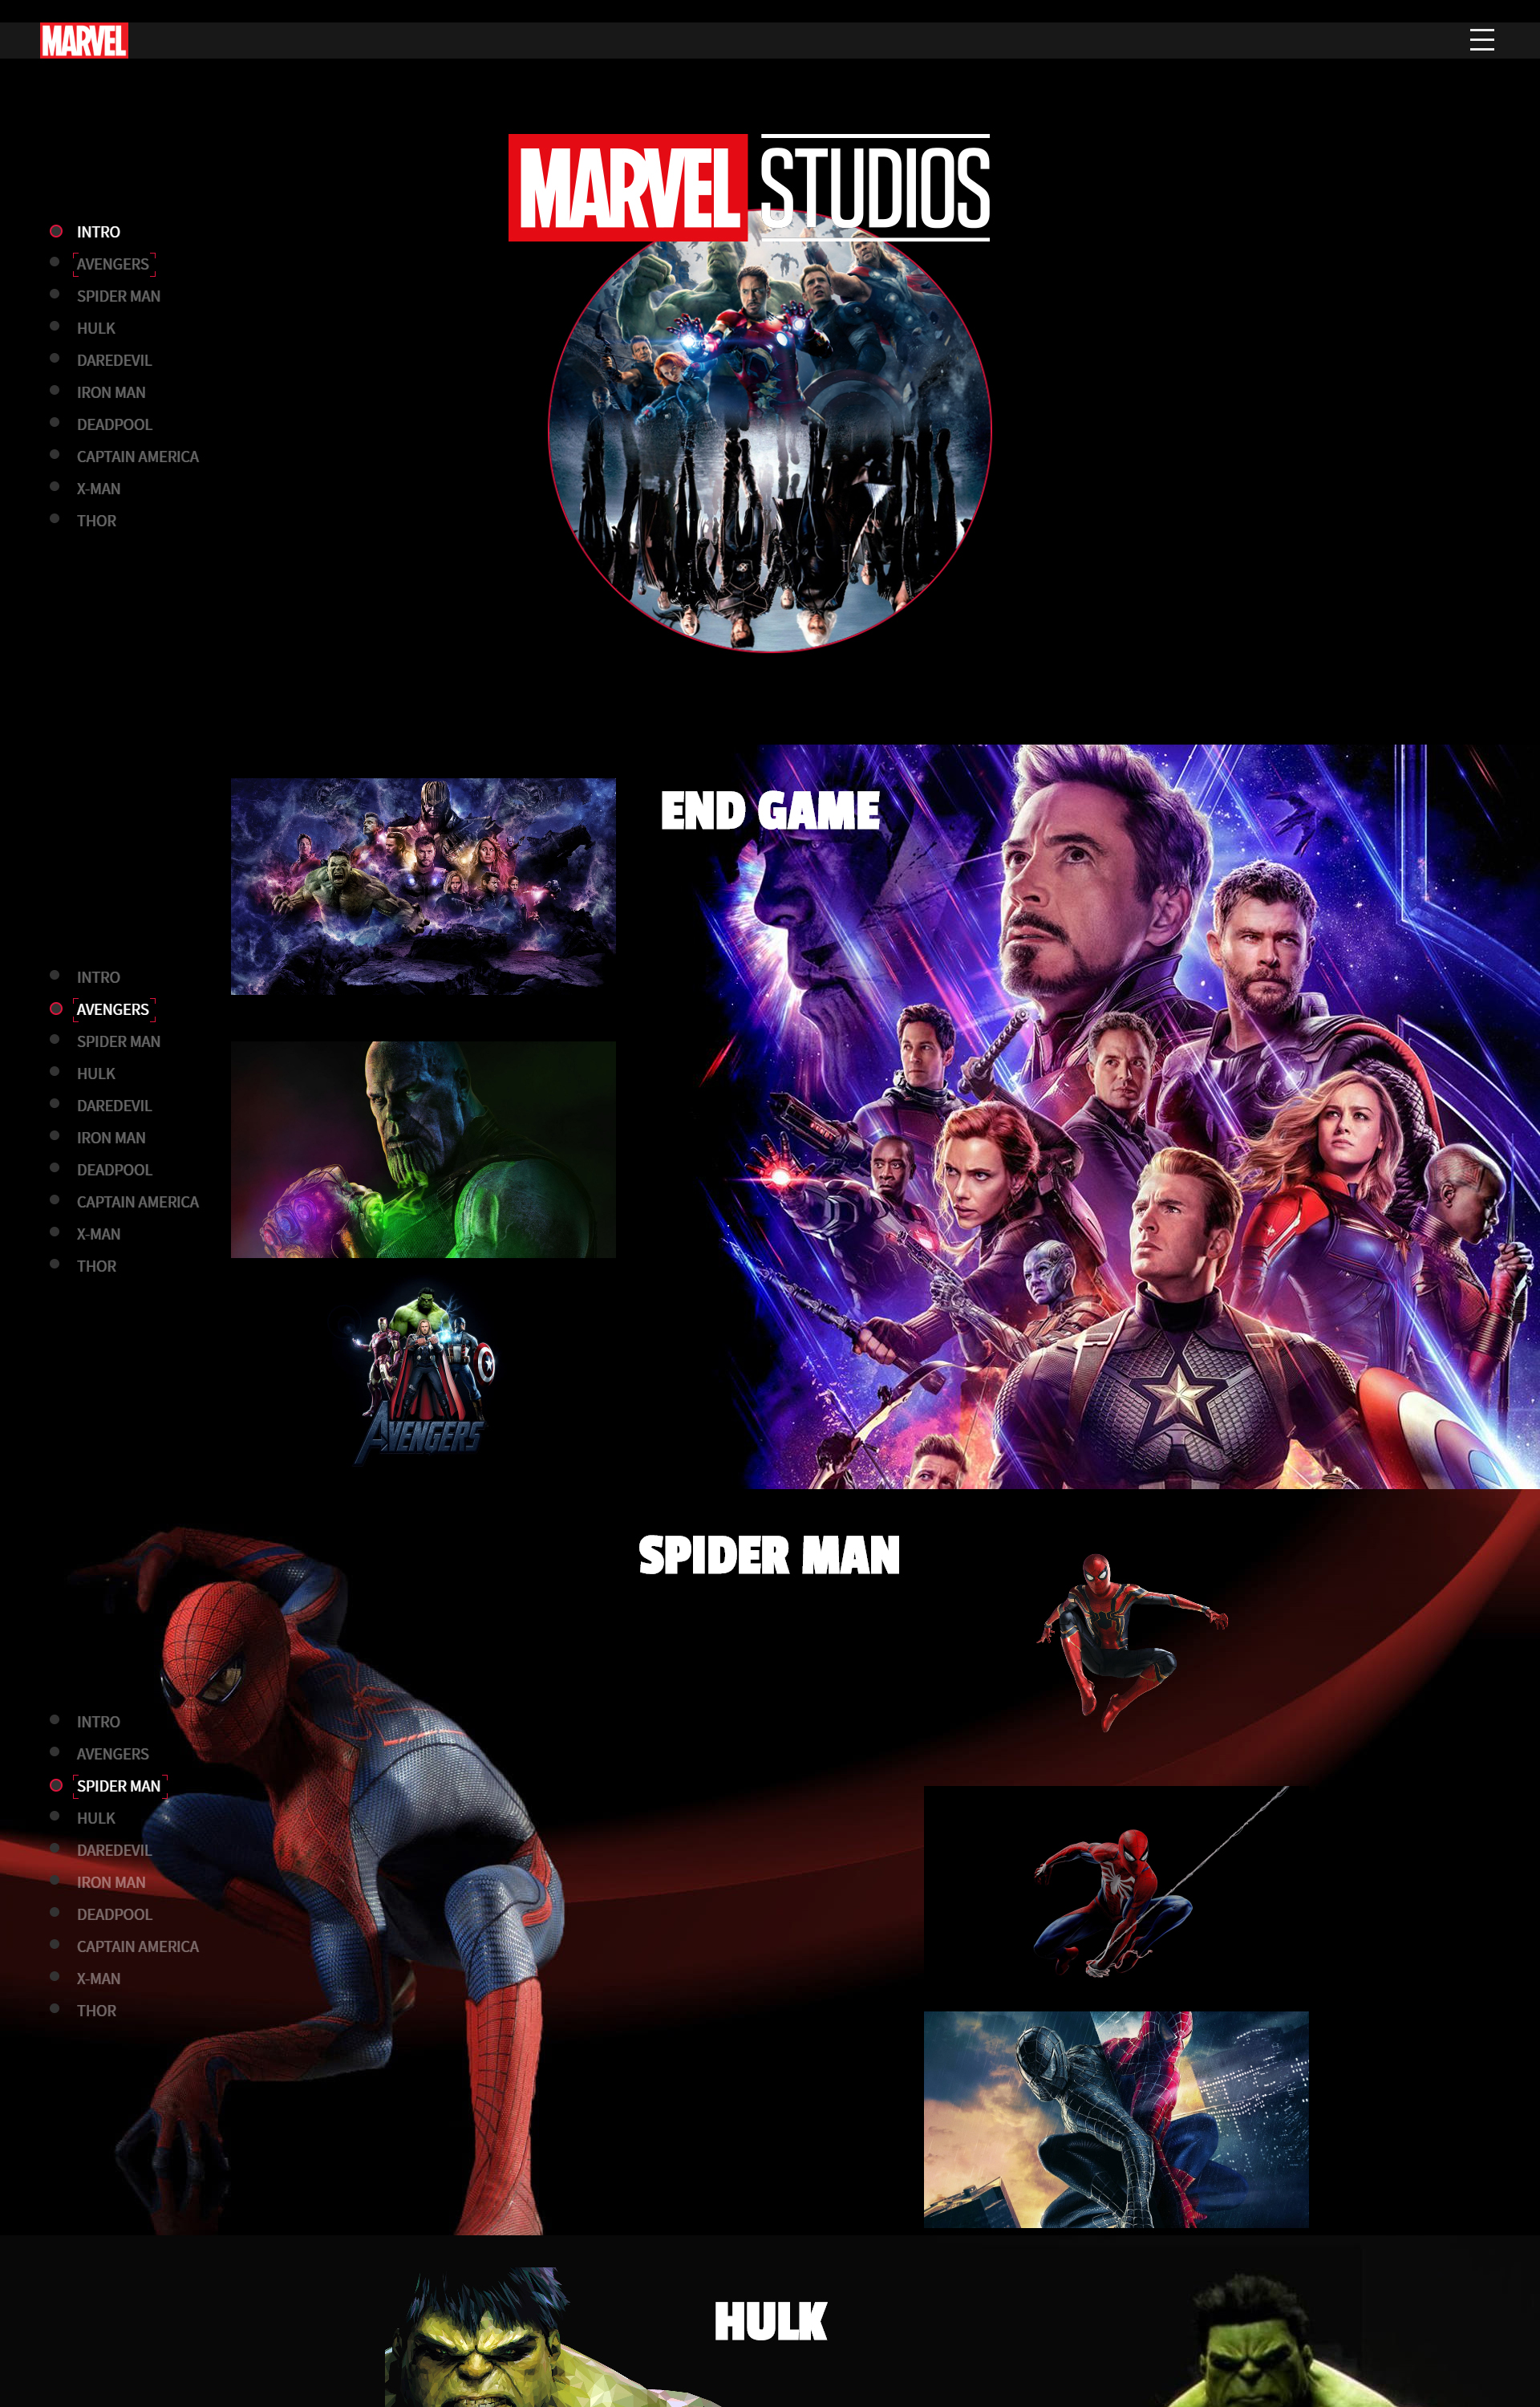 MARVEL
MARVEL STUDIOS
INTRO
AVENGERS
SPIDER MAN
HULK
DAREDEVIL
IRON MAN
DEADPOOL
CAPTAIN AMERICA
X-MAN
THOR
END GAME
INTRO
AVENGERS
SPIDER MAN
HULK
DAREDEVIL
IRON MAN
DEADPOOL
CAPTAIN AMERICA
X-MAN
THOR
AVENGERS
SPIDER MAN
INTRO
AVENGERS
SPIDER MAN
HULK
DAREDEVIL
IRON MAN
DEADPOOL
CAPTAIN AMERICA
X-MAN
THOR
HULK